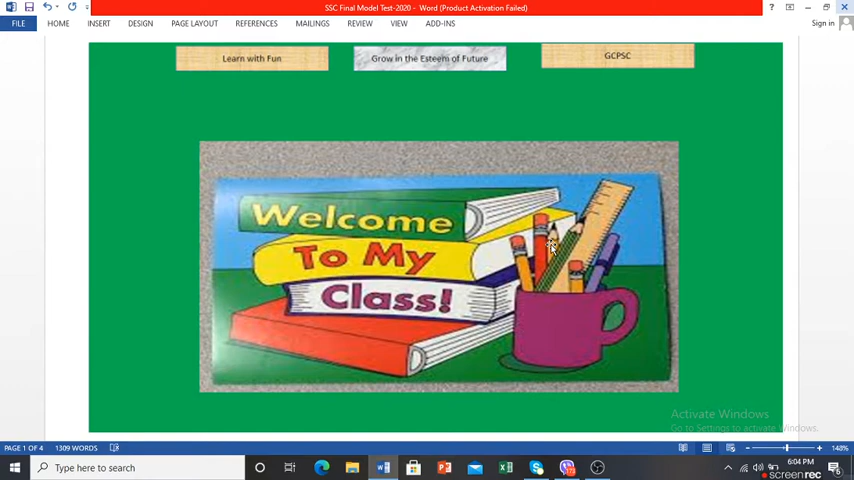 SSC Final Model Test-2020 - Word (Product Activation Failed)
FILE HOME INSERT DESIGN PAGE LAYOUT REFERENCES MAILINGS REVIEW VIEW ADD-INS Sign in
Learn with Fun Grow in the Esteem of Future GCPSC
Welcome
To My
Class!
Activate Windows
Go to Settings to activate Windows.
PAGE 1 OF 4 1309 WORDS 148%
Type here to search 6:04 PM
screenrec